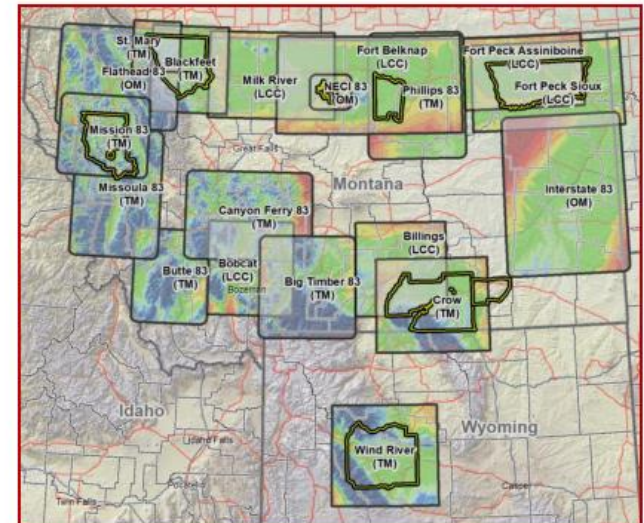 St. Mary
(TM)
Blackfeet
(TM)
Flathead 83
(OM)
Milk River
(LCC)
NECI 83
(OM)
Fort Belknap
(LCC)
Phillips 83
(TM)
Fort Peck Assiniboine
(LCC)
Fort Peck Sioux
(LCC)
Mission 83
(TM)
Great Falls
Missoula 83
(TM)
Montana
Interstate 83
(OM)
Canyon Ferry 83
(TM)
Billings
(LCC)
Butte 83
(TM)
Bobcat
(LCC)
Bozeman
Big Timber 83
(TM)
Crow
(TM)
Idaho
Wyoming
Idaho Falls
Wind River
(TM)
Pocatello
Casper
Twin Falls